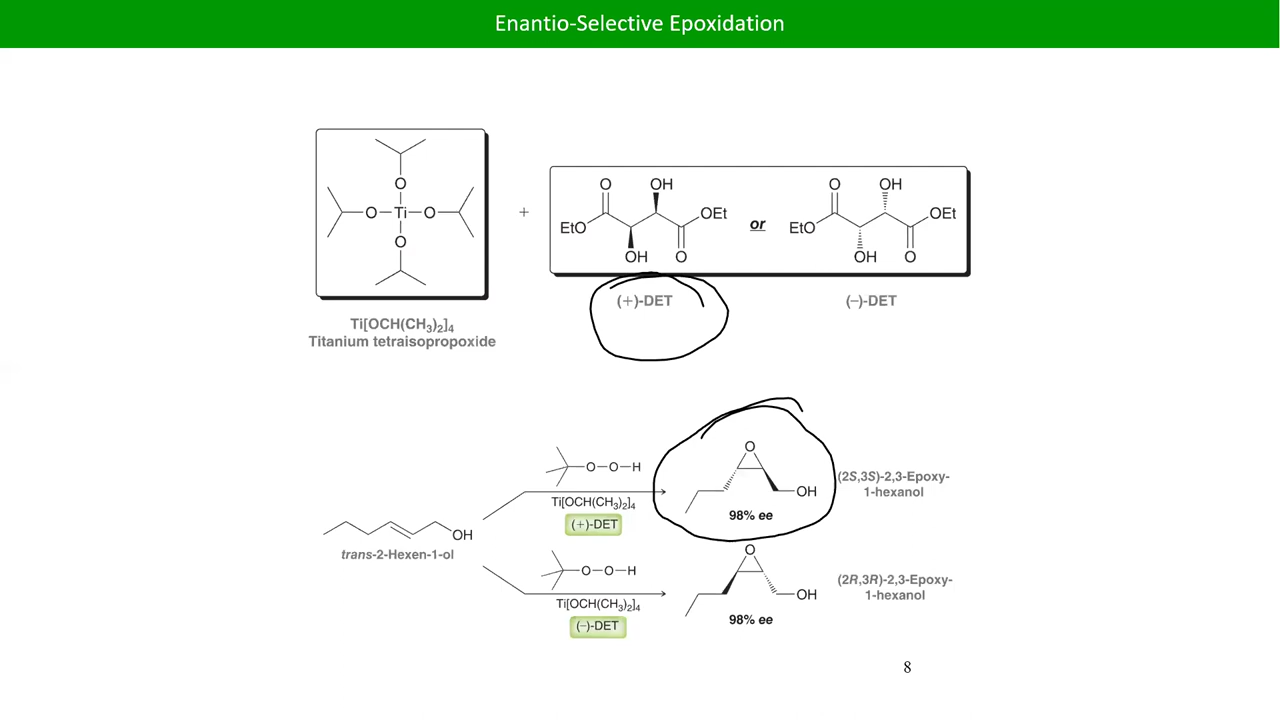 Enantio-Selective Epoxidation
O
O Ti O
O
+
O OH
EtO OEt
OH O
or
O OH
EtO OEt
OH O
(+)-DET
(−)-DET
Ti[OCH(CH₃)₂]₄
Titanium tetraisopropoxide
OH
trans-2-Hexen-1-ol
O–O–H
Ti[OCH(CH₃)₂]₄
(+)-DET
O
OH
98% ee
(2S,3S)-2,3-Epoxy-
1-hexanol
O–O–H
Ti[OCH(CH₃)₂]₄
(−)-DET
O
OH
98% ee
(2R,3R)-2,3-Epoxy-
1-hexanol
8